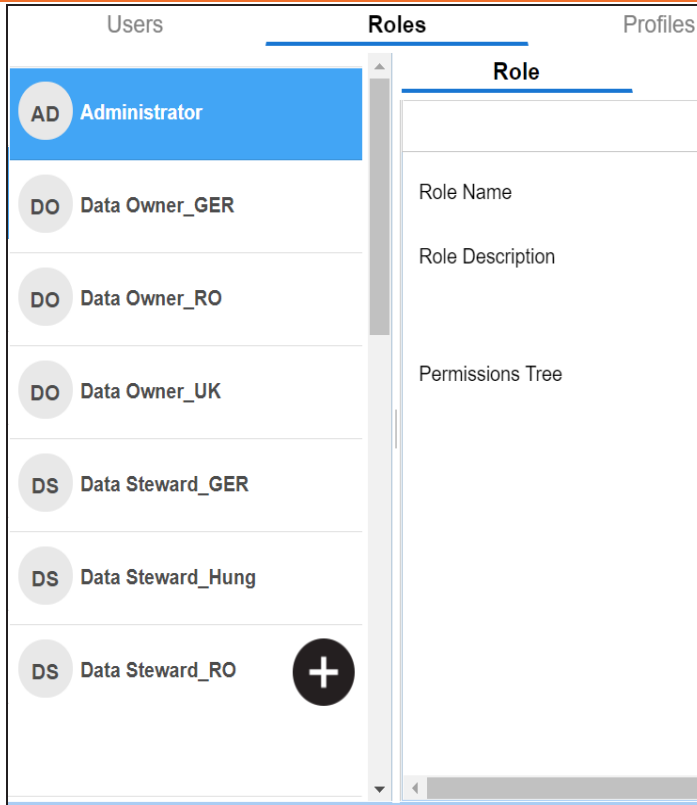 Users Roles Profiles
Role
AD Administrator
DO Data Owner_GER
DO Data Owner_RO
DO Data Owner_UK
DS Data Steward_GER
DS Data Steward_Hung
DS Data Steward_RO
Role Name
Role Description
Permissions Tree